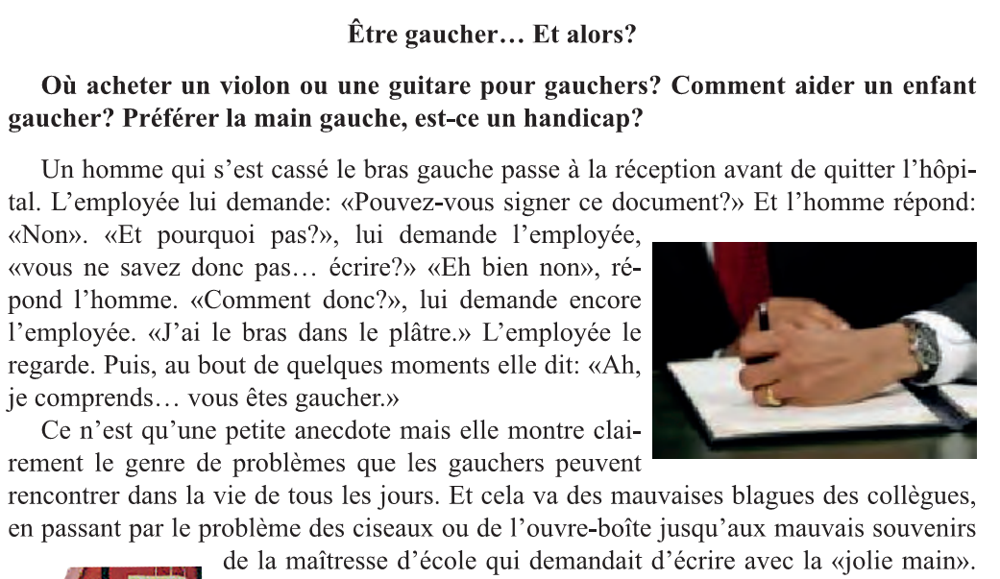 Être gaucher… Et alors?
Où acheter un violon ou une guitare pour gauchers? Comment aider un enfant
gaucher? Préférer la main gauche, est-ce un handicap?
Un homme qui s’est cassé le bras gauche passe à la réception avant de quitter l’hôpi-
tal. L’employée lui demande: «Pouvez-vous signer ce document?» Et l’homme répond:
«Non». «Et pourquoi pas?», lui demande l’employée,
«vous ne savez donc pas… écrire?» «Eh bien non», ré-
pond l’homme. «Comment donc?», lui demande encore
l’employée. «J’ai le bras dans le plâtre.» L’employée le
regarde. Puis, au bout de quelques moments elle dit: «Ah,
je comprends… vous êtes gaucher.»
Ce n’est qu’une petite anecdote mais elle montre clai-
rement le genre de problèmes que les gauchers peuvent
rencontrer dans la vie de tous les jours. Et cela va des mauvaises blagues des collègues,
en passant par le problème des ciseaux ou de l’ouvre-boîte jusqu’aux mauvais souvenirs
de la maîtresse d’école qui demandait d’écrire avec la «jolie main».